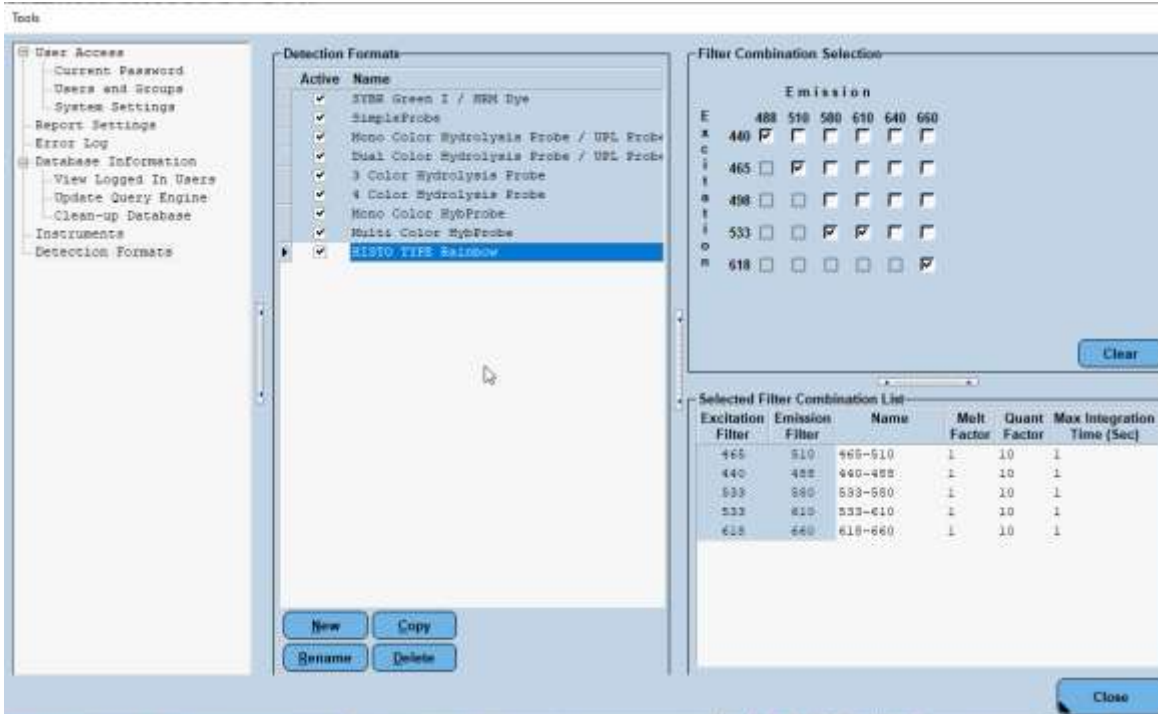 Tools
User Access
Current Password
Users and Groups
System Settings
Report Settings
Error Log
Database Information
View Logged In Users
Update Query Engine
Clean-up Database
Instruments
Detection Formats
Detection Formats
Active Name
SYBR Green I / HRM Dye
SimpleProbe
Mono Color Hydrolysis Probe / UPL Probe
Dual Color Hydrolysis Probe / UPL Probe
3 Color Hydrolysis Probe
4 Color Hydrolysis Probe
Mono Color HybProbe
Multi Color HybProbe
HISTO TYPE Rainbow
New Copy
Rename Delete
Filter Combination Selection
Emission
Excitation
488 510 580 610 640 660
440
465
498
533
618
Clear
Selected Filter Combination List
Excitation Filter Emission Filter Name Melt Factor Quant Factor Max Integration Time (Sec)
465 510 465-510 1 10 1
440 488 440-488 1 10 1
533 580 533-580 1 10 1
533 610 533-610 1 10 1
618 660 618-660 1 10 1
Close